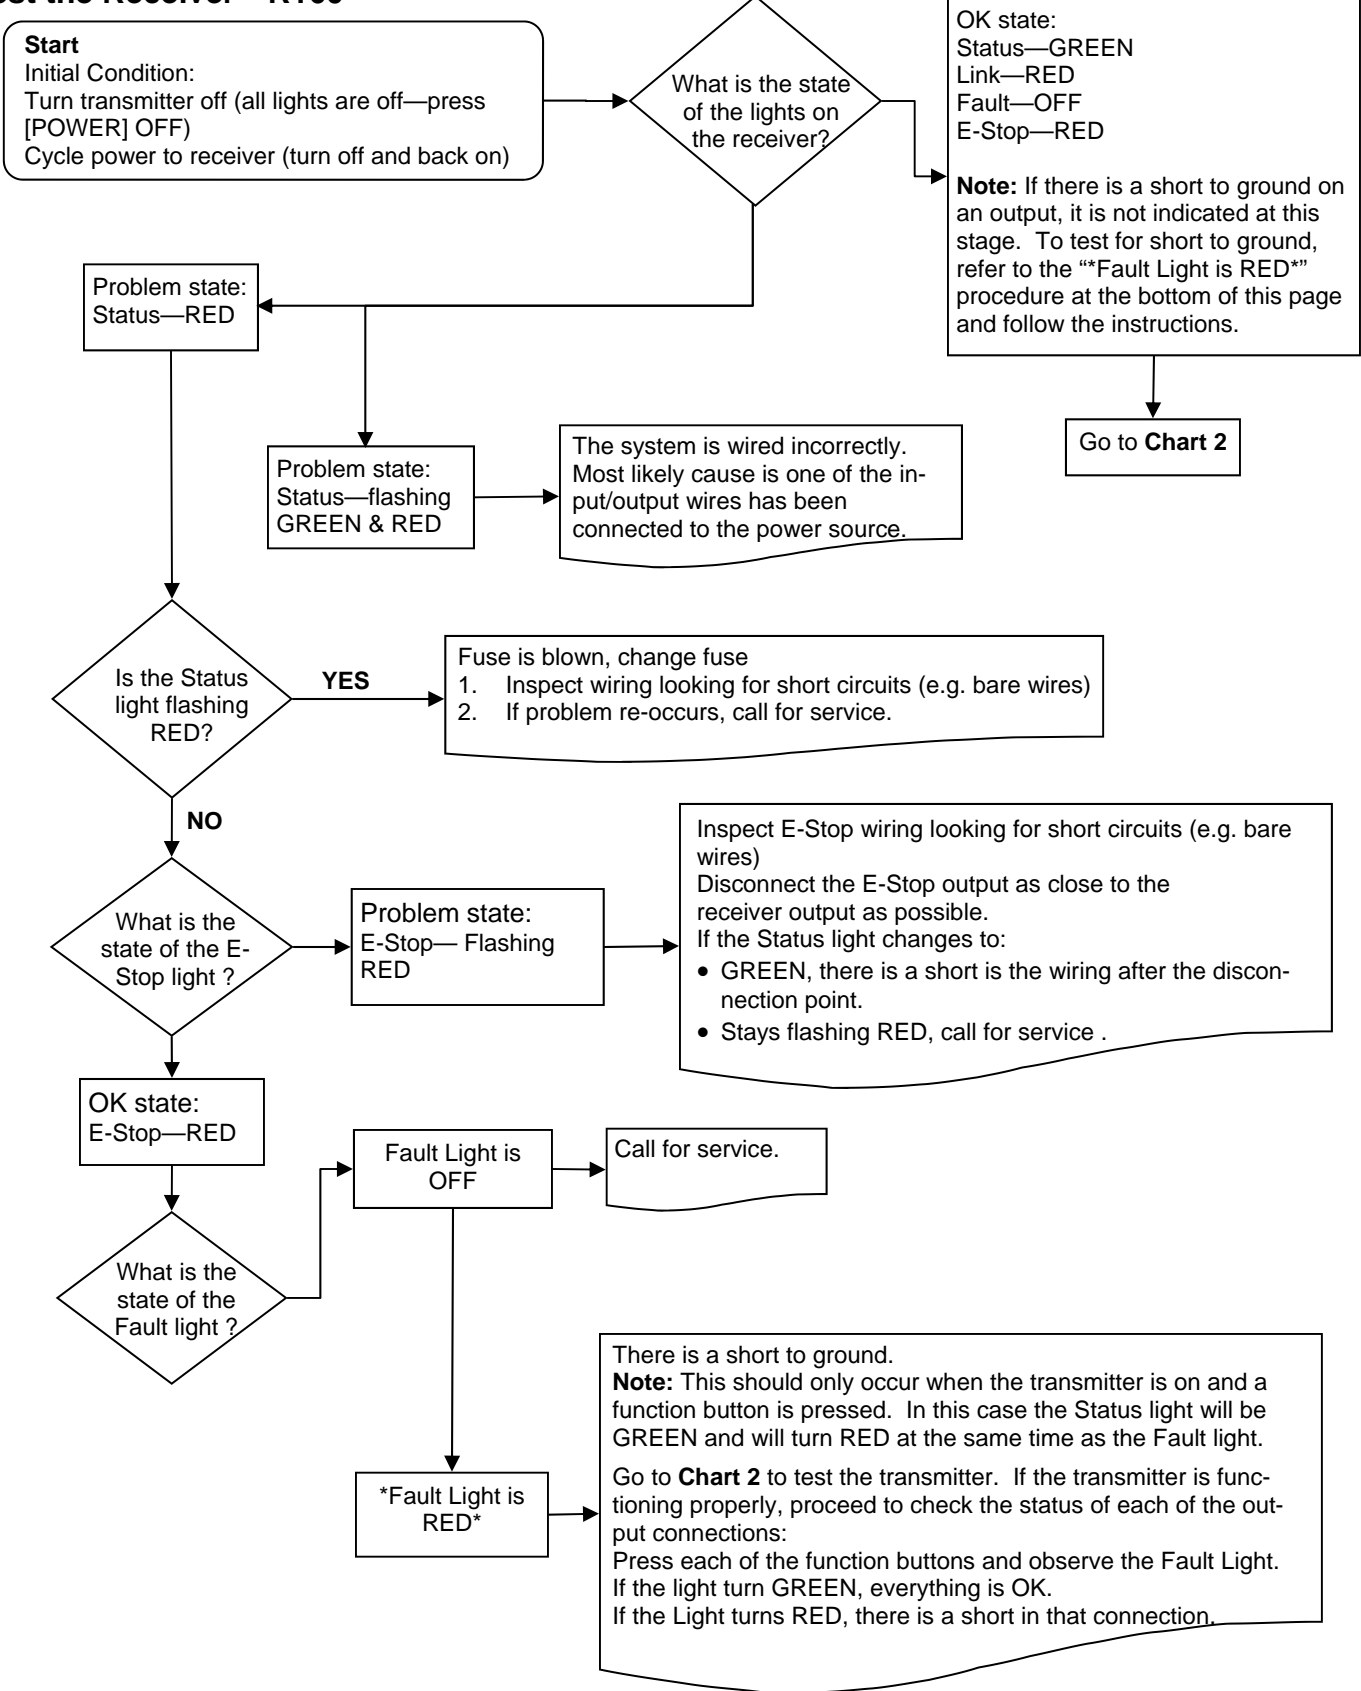 Start
Initial Condition:
Turn transmitter off (all lights are off—press
[POWER] OFF)
Cycle power to receiver (turn off and back on)
What is the state
of the lights on
the receiver?
OK state:
Status—GREEN
Link—RED
Fault—OFF
E-Stop—RED
Note: If there is a short to ground on
an output, it is not indicated at this
stage.  To test for short to ground,
refer to the “*Fault Light is RED*”
procedure at the bottom of this page
and follow the instructions.
Go to Chart 2
Problem state:
Status—RED
Problem state:
Status—flashing
GREEN & RED
The system is wired incorrectly.
Most likely cause is one of the in-
put/output wires has been
connected to the power source.
Is the Status
light flashing
RED?
YES
Fuse is blown, change fuse
1. Inspect wiring looking for short circuits (e.g. bare wires)
2. If problem re-occurs, call for service.
NO
What is the
state of the E-
Stop light ?
Problem state:
E-Stop— Flashing
RED
Inspect E-Stop wiring looking for short circuits (e.g. bare
wires)
Disconnect the E-Stop output as close to the
receiver output as possible.
If the Status light changes to:
• GREEN, there is a short is the wiring after the discon-
nection point.
• Stays flashing RED, call for service .
OK state:
E-Stop—RED
Fault Light is
OFF
Call for service.
What is the
state of the
Fault light ?
*Fault Light is
RED*
There is a short to ground.
Note: This should only occur when the transmitter is on and a
function button is pressed.  In this case the Status light will be
GREEN and will turn RED at the same time as the Fault light.
Go to Chart 2 to test the transmitter.  If the transmitter is func-
tioning properly, proceed to check the status of each of the out-
put connections:
Press each of the function buttons and observe the Fault Light.
If the light turn GREEN, everything is OK.
If the Light turns RED, there is a short in that connection.